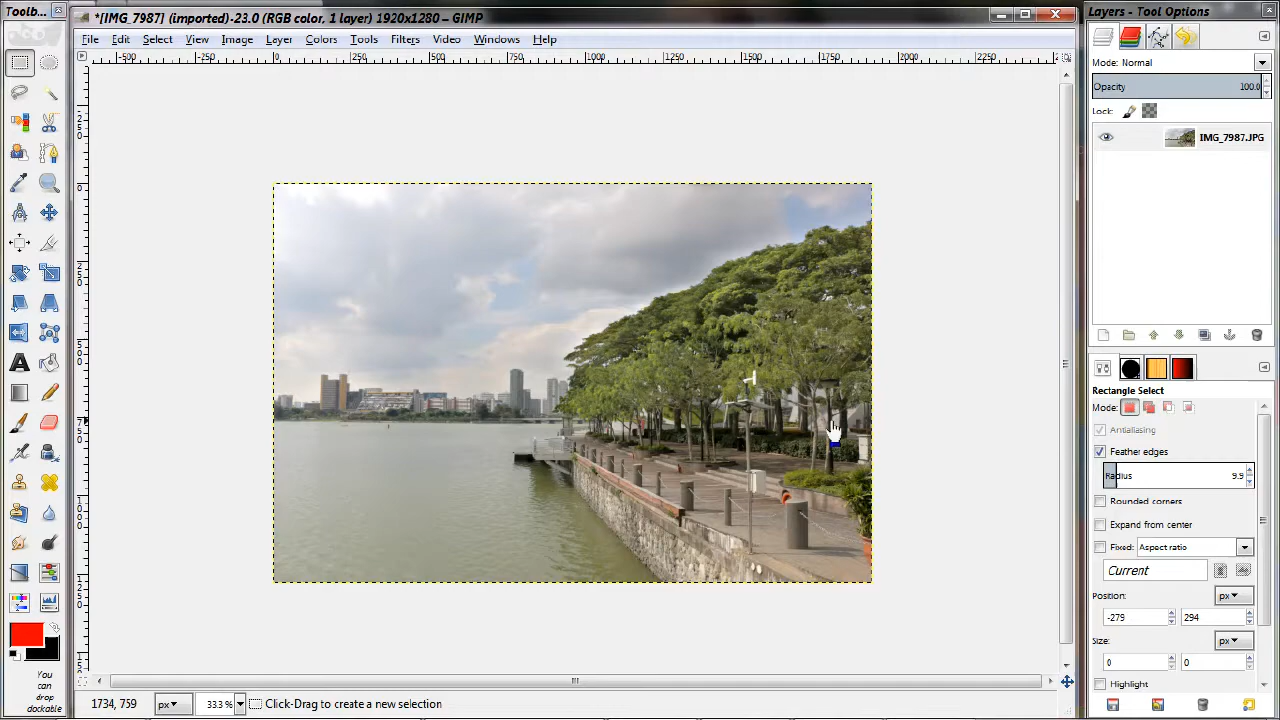 Toolb...
*[IMG_7987] (imported)-23.0 (RGB color, 1 layer) 1920x1280 – GIMP
Layers - Tool Options
File Edit Select View Image Layer Colors Tools Filters Video Windows Help
-500 -250 0 250 500 750 1000 1250 1500 1750 2000 2250
Mode: Normal
Opacity 100.0
Lock:
IMG_7987.JPG
Rectangle Select
Mode:
Antialiasing
Feather edges
Radius 9.9
Rounded corners
Expand from center
Fixed: Aspect ratio
Current
Position: px
-279 294
Size: px
0 0
Highlight
You
can
drop
dockable
1734, 759 px 33.3 % Click-Drag to create a new selection